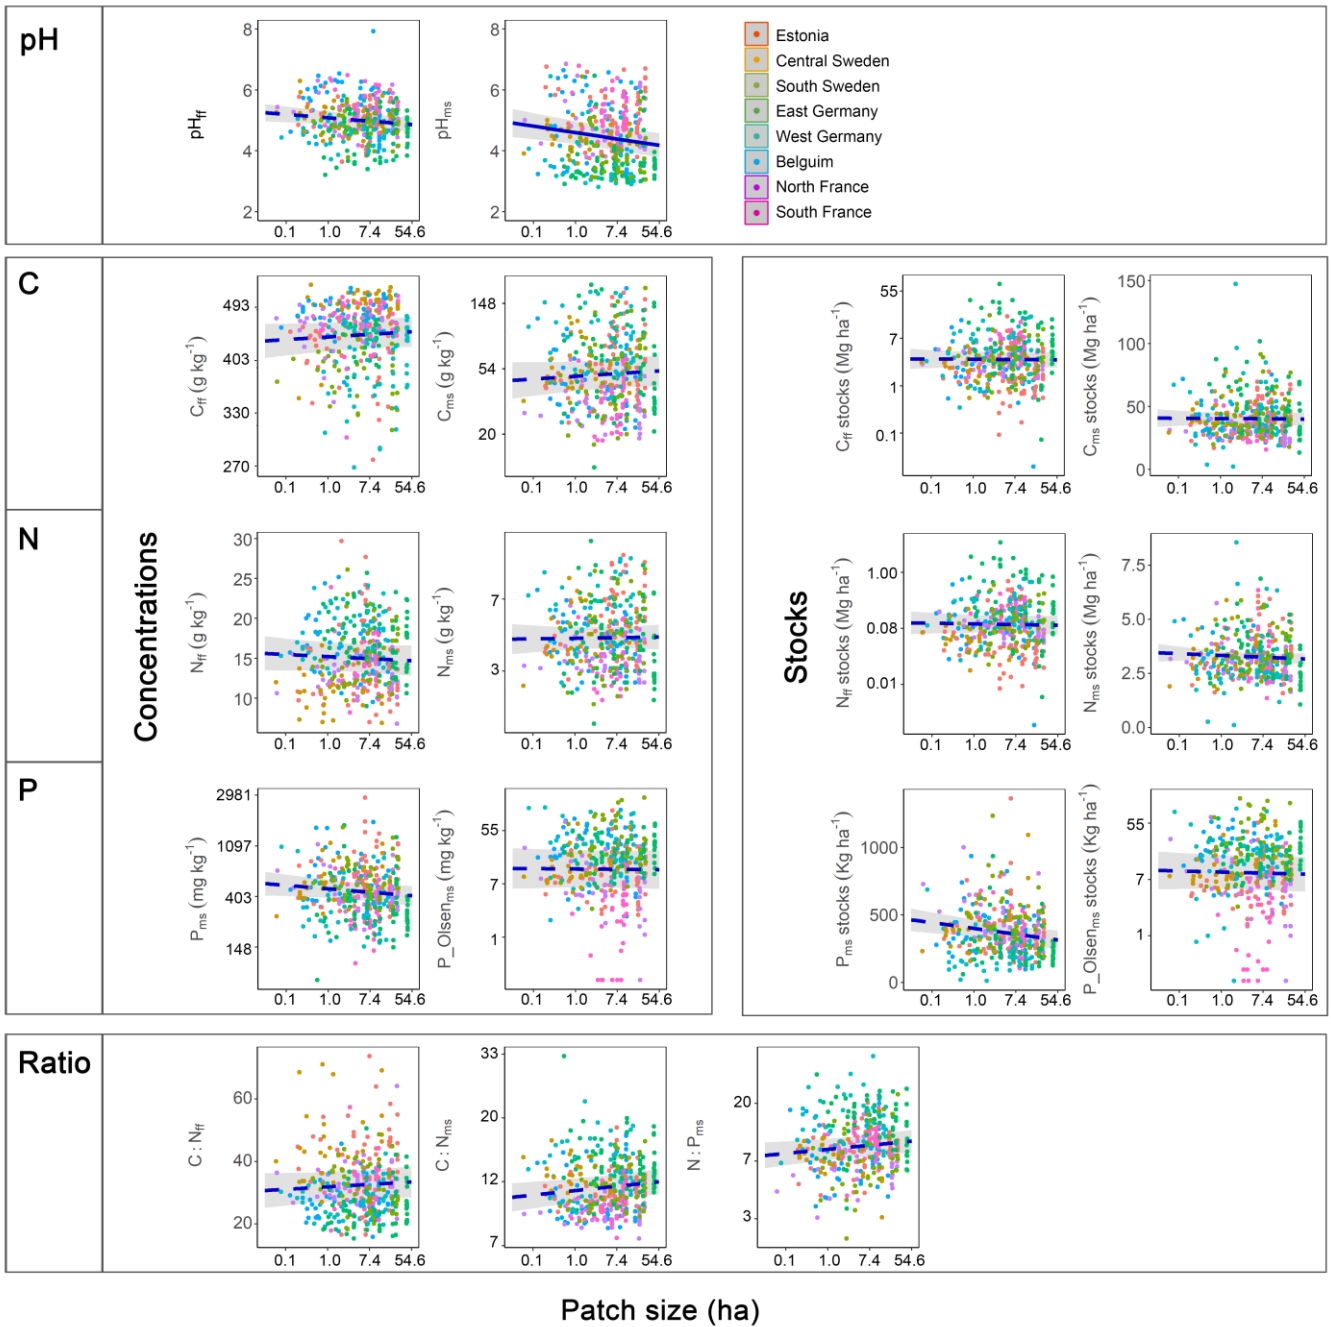 pH
8
6
4
2
pHff
0.1 1.0 7.4 54.6
8
6
4
2
pHms
0.1 1.0 7.4 54.6
Estonia
Central Sweden
South Sweden
East Germany
West Germany
Belguim
North France
South France
C
N
P
Concentrations
493
403
330
270
Cff (g kg-1)
0.1 1.0 7.4 54.6
148
54
20
Cms (g kg-1)
0.1 1.0 7.4 54.6
30
25
20
15
10
Nff (g kg-1)
0.1 1.0 7.4 54.6
7
3
Nms (g kg-1)
0.1 1.0 7.4 54.6
2981
1097
403
148
Pms (mg kg-1)
0.1 1.0 7.4 54.6
55
7
1
P_Olsenms (mg kg-1)
0.1 1.0 7.4 54.6
Stocks
55
7
1
0.1
Cff stocks (Mg ha-1)
0.1 1.0 7.4 54.6
150
100
50
0
Cms stocks (Mg ha-1)
0.1 1.0 7.4 54.6
1.00
0.08
0.01
Nff stocks (Mg ha-1)
0.1 1.0 7.4 54.6
7.5
5.0
2.5
0.0
Nms stocks (Mg ha-1)
0.1 1.0 7.4 54.6
1000
500
0
Pms stocks (Kg ha-1)
0.1 1.0 7.4 54.6
55
7
1
P_Olsenms stocks (Kg ha-1)
0.1 1.0 7.4 54.6
Ratio
60
40
20
C : Nff
0.1 1.0 7.4 54.6
33
20
12
7
C : Nms
0.1 1.0 7.4 54.6
20
7
3
N : Pms
0.1 1.0 7.4 54.6
Patch size (ha)